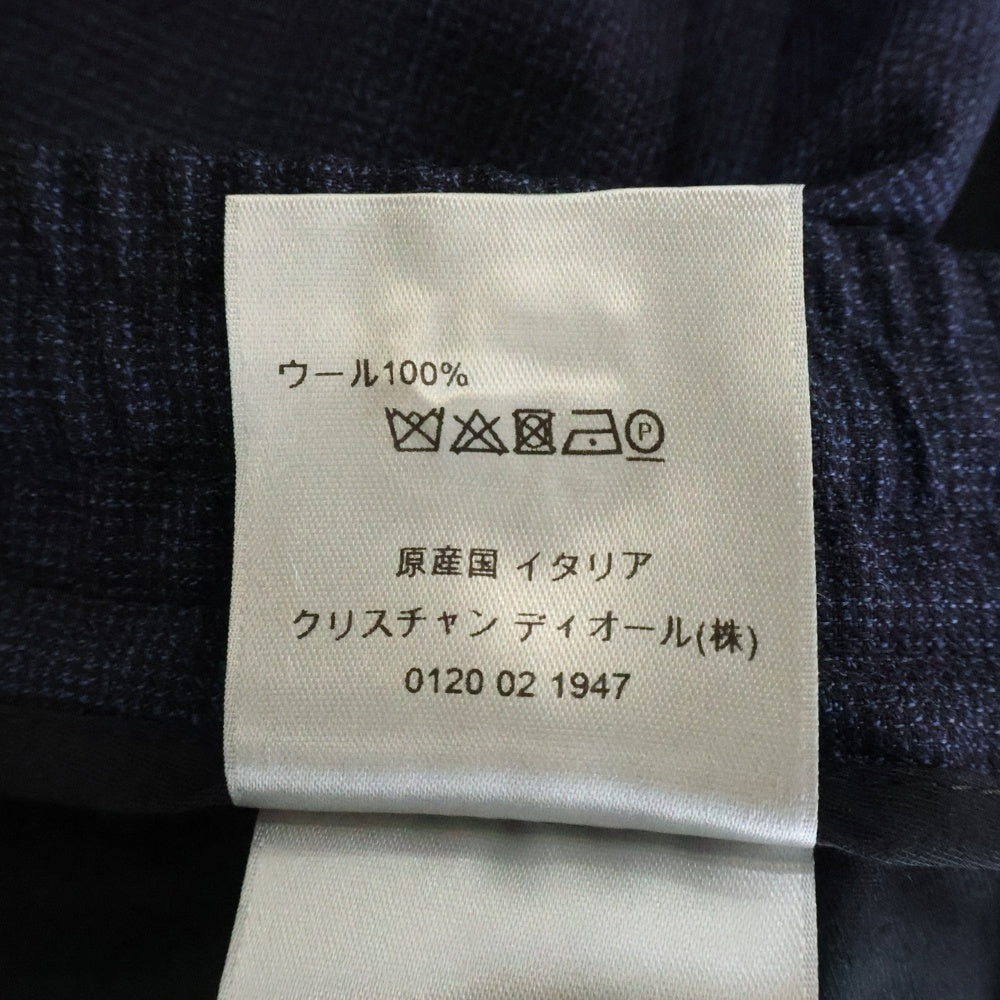 ウール100%
P
原産国 イタリア
クリスチャン ディオール(株)
0120 02 1947